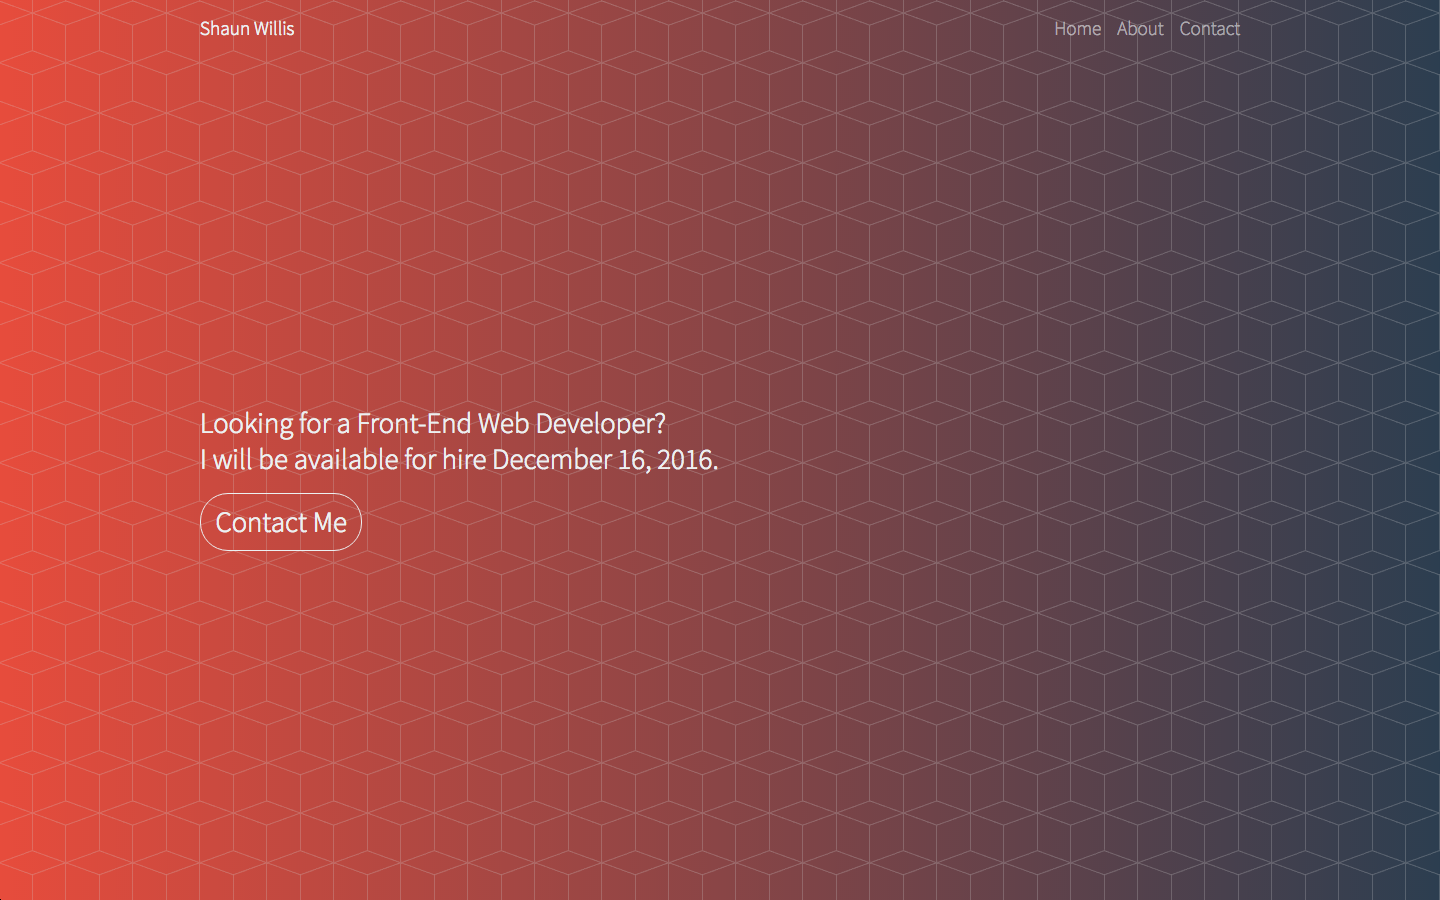 Shaun Willis
Home About Contact
Looking for a Front-End Web Developer?
I will be available for hire December 16, 2016.
Contact Me